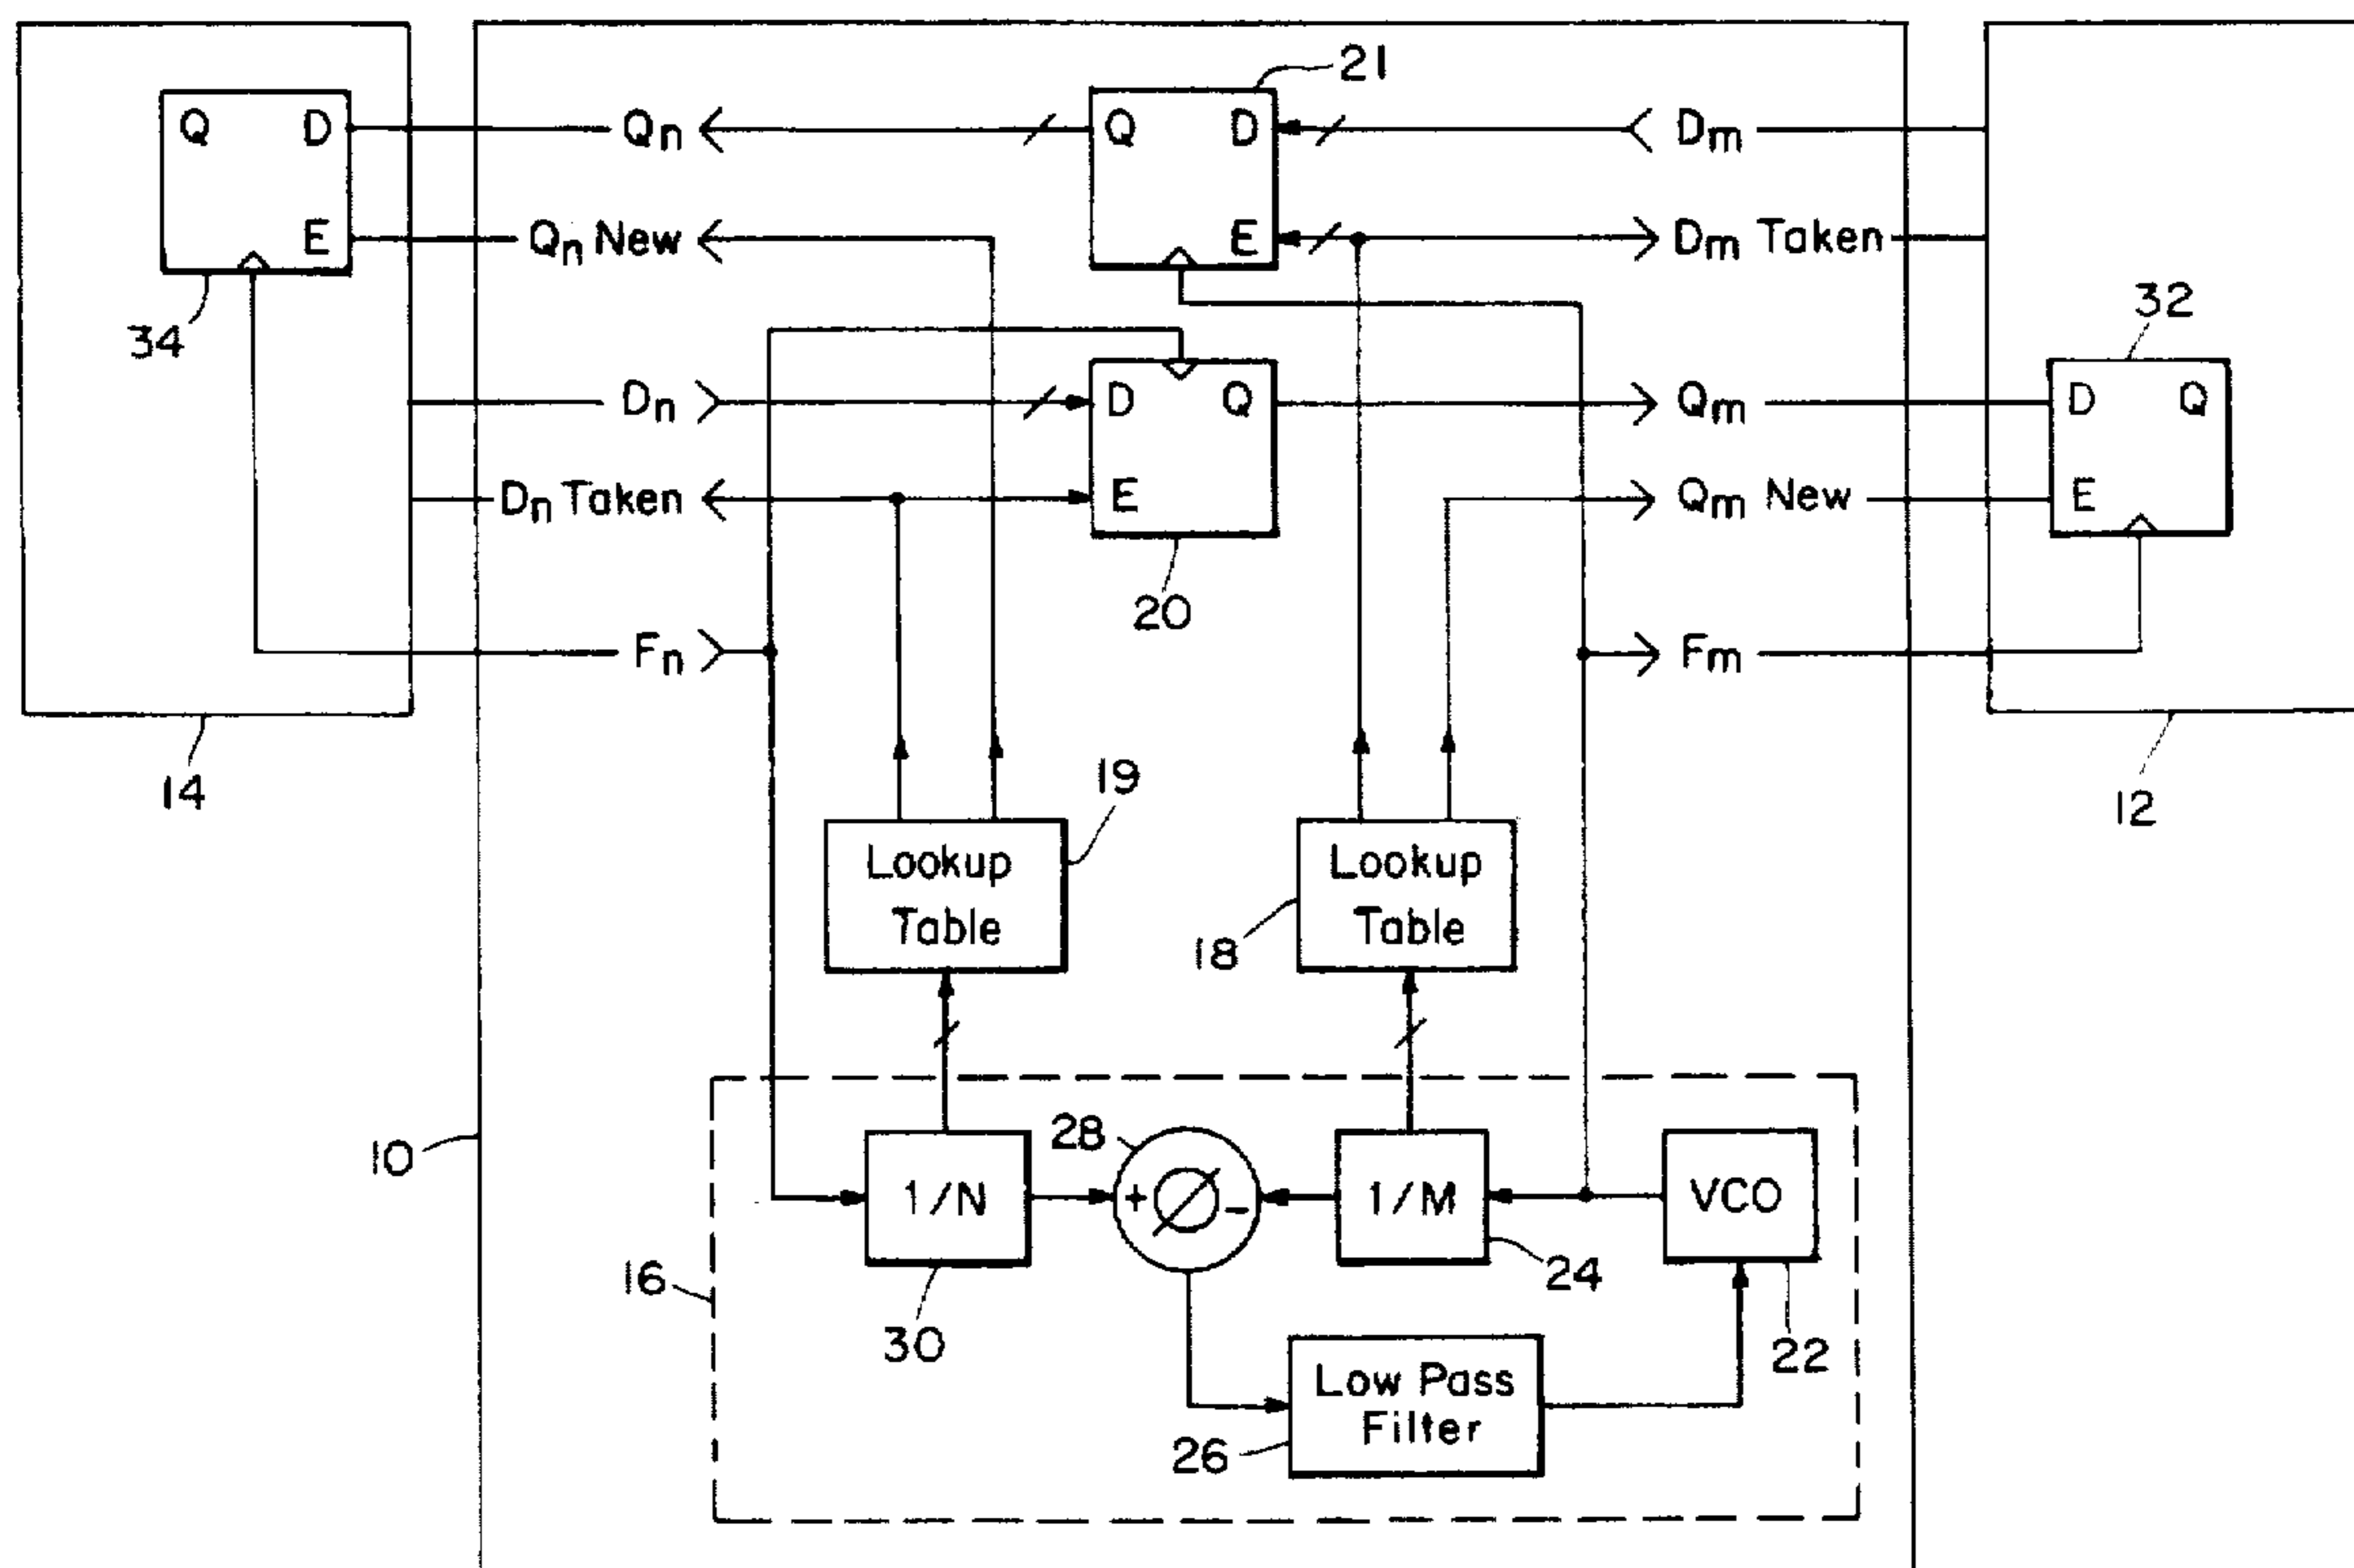 21
Q D
Qn
Q D
Dm
E
Qn New
E
Dm Taken
34
32
Dn
D Q
Qm
D Q
Dn Taken
E
Qm New
E
20
Fn
Fm
14
19
12
Lookup
Table
18
Lookup
Table
10
28
1/N
+ Ø -
1/M
VCO
16
30
24
22
Low Pass
Filter
26